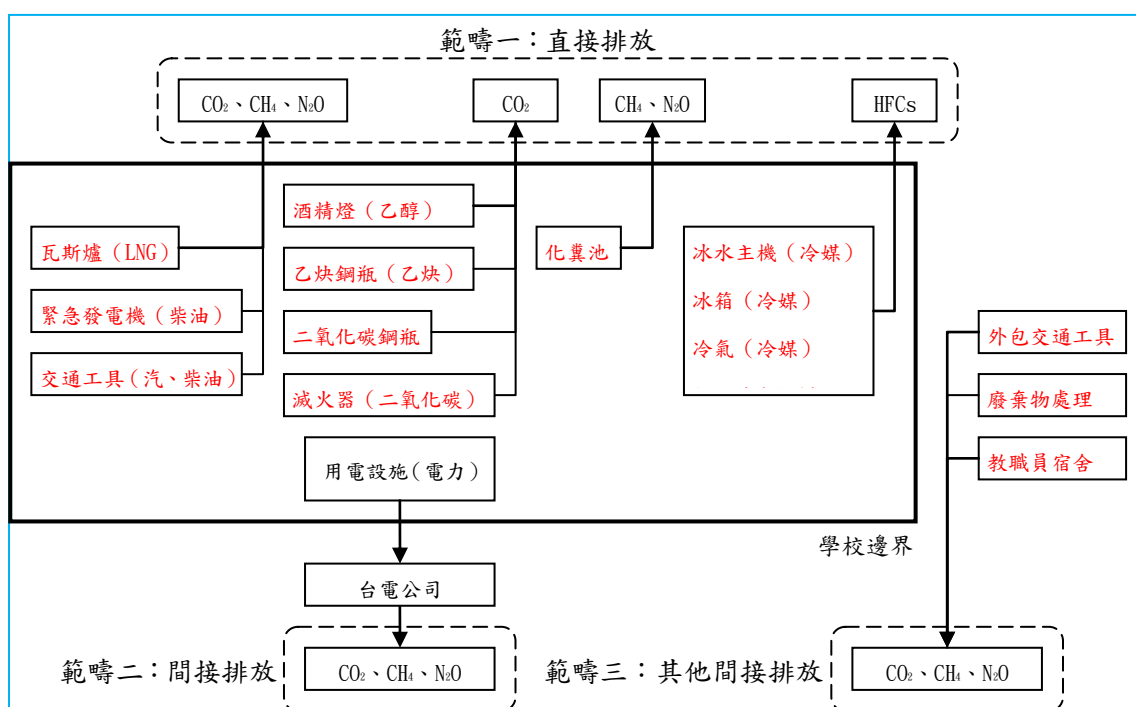 範疇一：直接排放
CO₂、CH₄、N₂O
CO₂
CH₄、N₂O
HFCs
酒精燈（乙醇）
瓦斯爐（LNG）
乙炔鋼瓶（乙炔）
化糞池
冰水主機（冷媒）
緊急發電機（柴油）
二氧化碳鋼瓶
冰箱（冷媒）
外包交通工具
交通工具（汽、柴油）
滅火器（二氧化碳）
冷氣（冷媒）
廢棄物處理
用電設施（電力）
教職員宿舍
學校邊界
台電公司
範疇二：間接排放
CO₂、CH₄、N₂O
範疇三：其他間接排放
CO₂、CH₄、N₂O